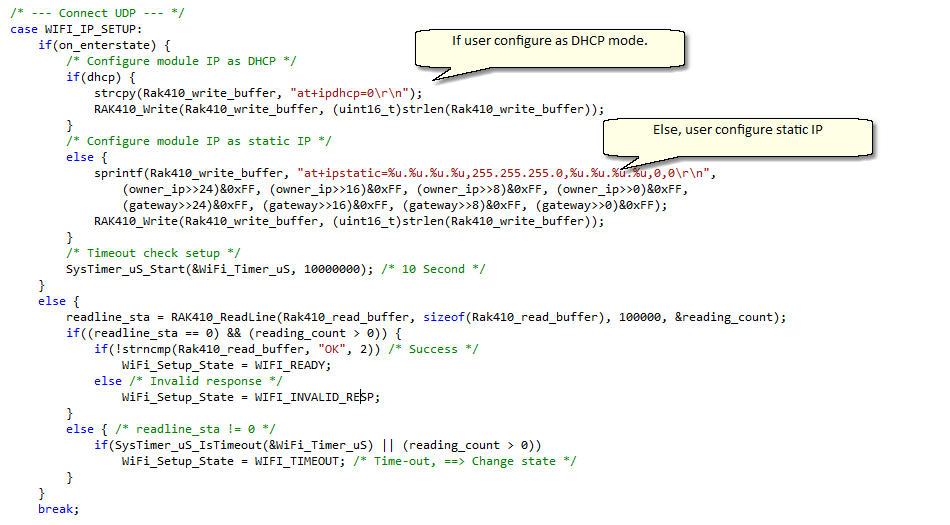 /* --- Connect UDP --- */
case WIFI_IP_SETUP:
    if(on_enterstate) {
If user configure as DHCP mode.
        /* Configure module IP as DHCP */
        if(dhcp) {
            strcpy(Rak410_write_buffer, "at+ipdhcp=0\r\n");
            RAK410_Write(Rak410_write_buffer, (uint16_t)strlen(Rak410_write_buffer));
        }
Else, user configure static IP
        /* Configure module IP as static IP */
        else {
            sprintf(Rak410_write_buffer, "at+ipstatic=%u.%u.%u.%u,255.255.255.0,%u.%u.%u.%u,0,0\r\n",
                (owner_ip>>24)&0xFF, (owner_ip>>16)&0xFF, (owner_ip>>8)&0xFF, (owner_ip>>0)&0xFF,
                (gateway>>24)&0xFF, (gateway>>16)&0xFF, (gateway>>8)&0xFF, (gateway>>0)&0xFF);
            RAK410_Write(Rak410_write_buffer, (uint16_t)strlen(Rak410_write_buffer));
        }
        /* Timeout check setup */
        SysTimer_uS_Start(&WiFi_Timer_uS, 10000000); /* 10 Second */
    }
    else {
        readline_sta = RAK410_ReadLine(Rak410_read_buffer, sizeof(Rak410_read_buffer), 100000, &reading_count);
        if((readline_sta == 0) && (reading_count > 0)) {
            if(!strncmp(Rak410_read_buffer, "OK", 2)) /* Success */
                WiFi_Setup_State = WIFI_READY;
            else /* Invalid response */
                WiFi_Setup_State = WIFI_INVALID_RESP;
        }
        else { /* readline_sta != 0 */
            if(SysTimer_uS_IsTimeout(&WiFi_Timer_uS) || (reading_count > 0))
                WiFi_Setup_State = WIFI_TIMEOUT; /* Time-out, ==> Change state */
        }
    }
    break;